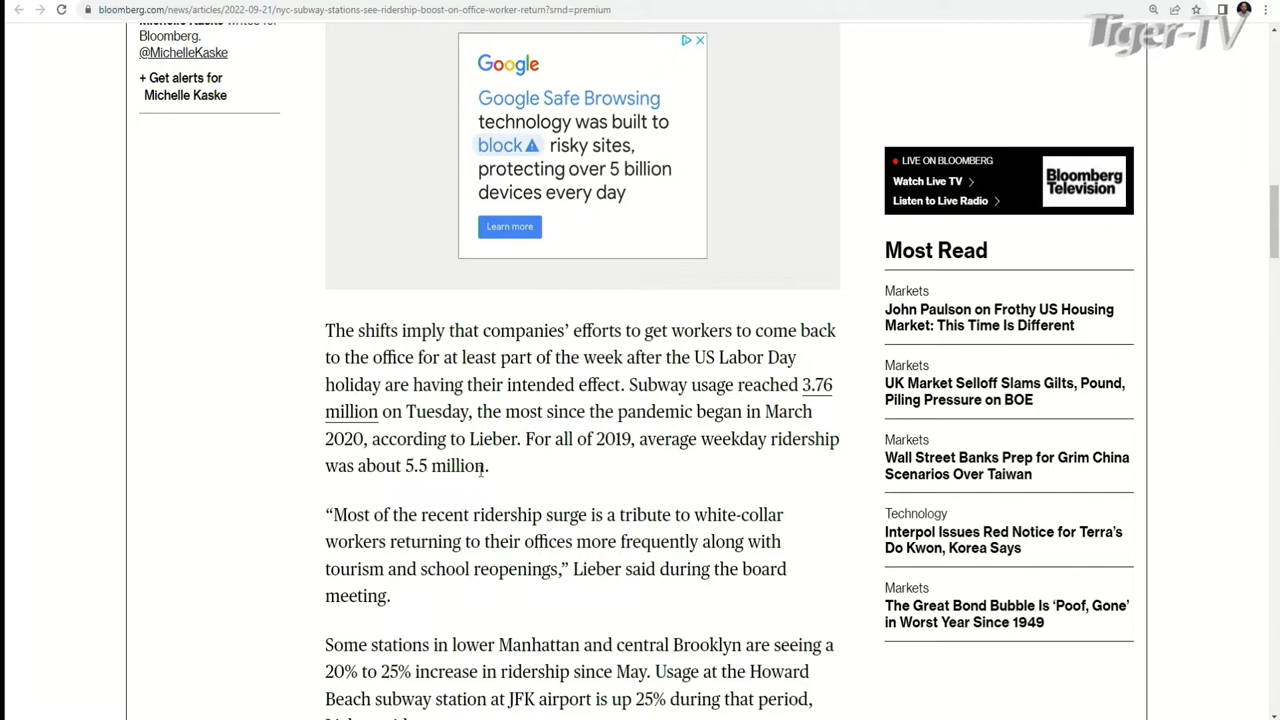 bloomberg.com/news/articles/2022-09-21/nyc-subway-stations-see-ridership-boost-on-office-worker-return?srnd=premium
Tiger-TV
Bloomberg.
@MichelleKaske
+ Get alerts for
Michelle Kaske
Google
Google Safe Browsing
technology was built to
block risky sites,
protecting over 5 billion
devices every day
Learn more
The shifts imply that companies’ efforts to get workers to come back
to the office for at least part of the week after the US Labor Day
holiday are having their intended effect. Subway usage reached 3.76
million on Tuesday, the most since the pandemic began in March
2020, according to Lieber. For all of 2019, average weekday ridership
was about 5.5 million.
“Most of the recent ridership surge is a tribute to white-collar
workers returning to their offices more frequently along with
tourism and school reopenings,” Lieber said during the board
meeting.
Some stations in lower Manhattan and central Brooklyn are seeing a
20% to 25% increase in ridership since May. Usage at the Howard
Beach subway station at JFK airport is up 25% during that period,
LIVE ON BLOOMBERG
Watch Live TV
Listen to Live Radio
Bloomberg
Television
Most Read
Markets
John Paulson on Frothy US Housing
Market: This Time Is Different
Markets
UK Market Selloff Slams Gilts, Pound,
Piling Pressure on BOE
Markets
Wall Street Banks Prep for Grim China
Scenarios Over Taiwan
Technology
Interpol Issues Red Notice for Terra’s
Do Kwon, Korea Says
Markets
The Great Bond Bubble Is ‘Poof, Gone’
in Worst Year Since 1949